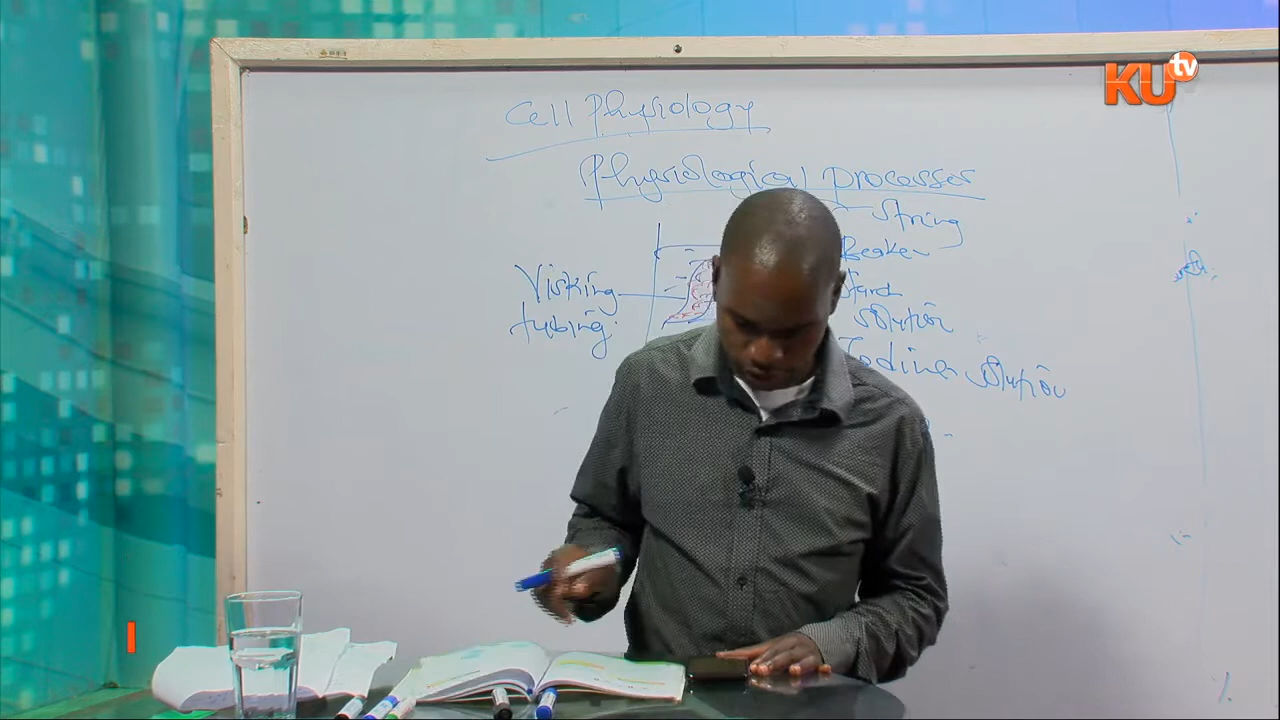 KU tv
Cell Physiology
Physiological processes
String
Beaker
Visking
tubing.
Starch
solution
Iodine solution